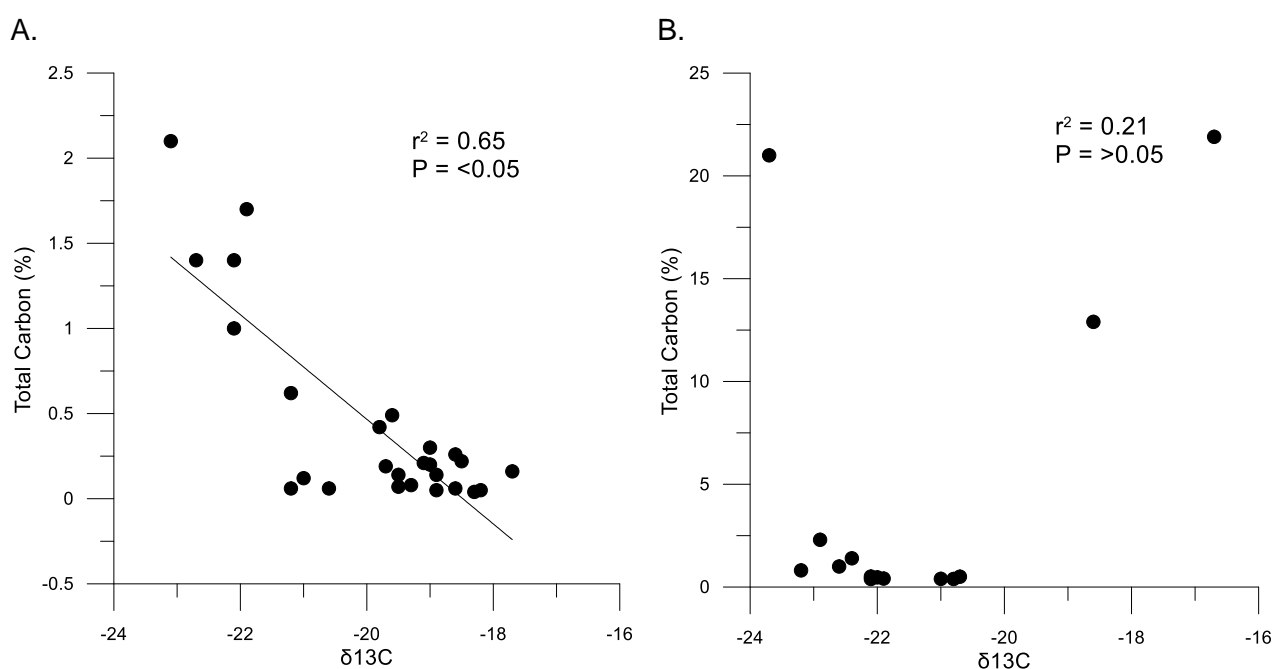 A.
2.5
2
1.5
1
0.5
0
-0.5
Total Carbon (%)
r² = 0.65
P = <0.05
-24
-22
-20
-18
-16
δ13C
B.
25
20
15
10
5
0
Total Carbon (%)
r² = 0.21
P = >0.05
-24
-22
-20
-18
-16
δ13C